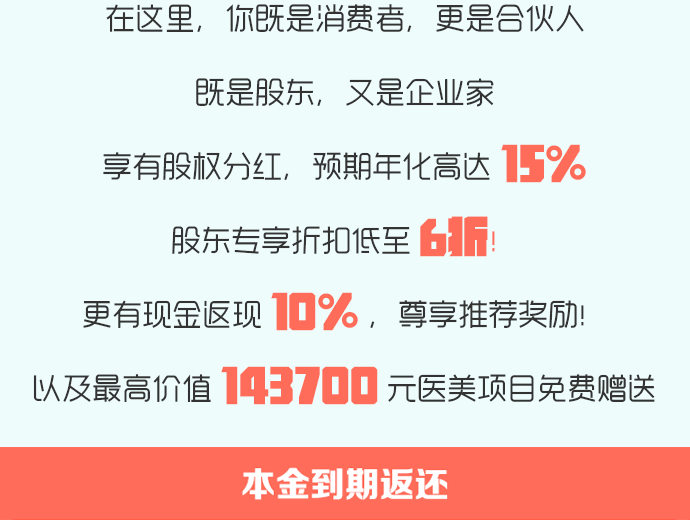 在这里，你既是消费者，更是合伙人
既是股东，又是企业家
享有股权分红，预期年化高达 15%
股东专享折扣低至 6折！
更有现金返现 10%，尊享推荐奖励！
以及最高价值 143700 元医美项目免费赠送
本金到期返还